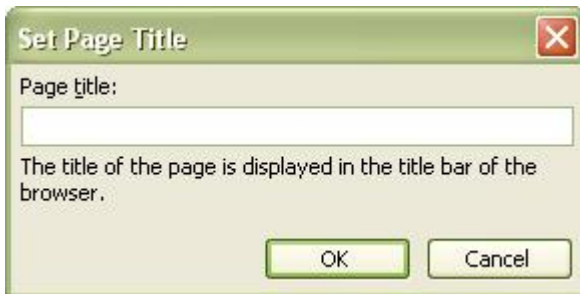 Set Page Title
Page title:
The title of the page is displayed in the title bar of the
browser.
OK
Cancel